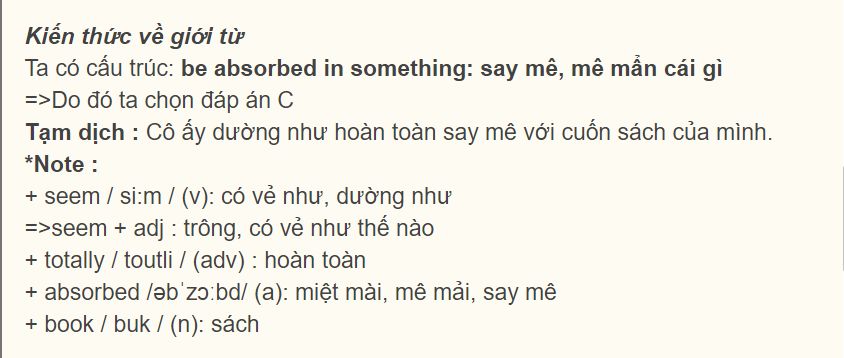 Kiến thức về giới từ
Ta có cấu trúc: be absorbed in something: say mê, mê mẩn cái gì
=>Do đó ta chọn đáp án C
Tạm dịch : Cô ấy dường như hoàn toàn say mê với cuốn sách của mình.
*Note :
+ seem / si:m / (v): có vẻ như, dường như
=>seem + adj : trông, có vẻ như thế nào
+ totally / toutli / (adv) : hoàn toàn
+ absorbed /əbˈzɔːbd/ (a): miệt mài, mê mải, say mê
+ book / buk / (n): sách